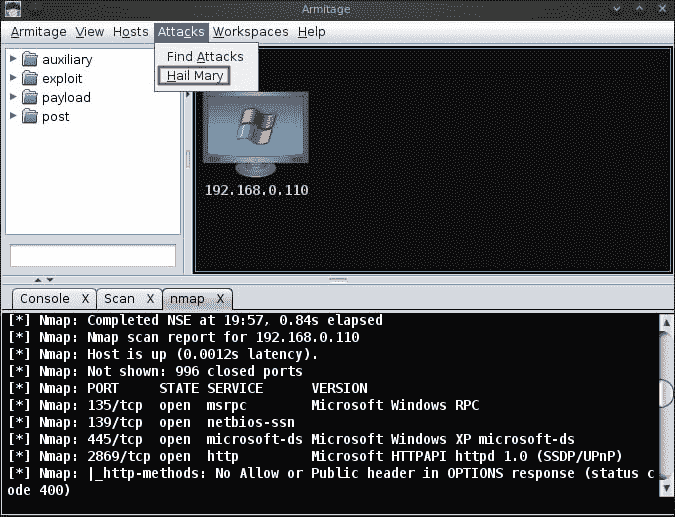 Armitage
Armitage View Hosts Attacks Workspaces Help
Find Attacks
Hail Mary
auxiliary
exploit
payload
post
192.168.0.110
Console X Scan X nmap X
[*] Nmap: Completed NSE at 19:57, 0.84s elapsed
[*] Nmap: Nmap scan report for 192.168.0.110
[*] Nmap: Host is up (0.0012s latency).
[*] Nmap: Not shown: 996 closed ports
[*] Nmap: PORT     STATE SERVICE      VERSION
[*] Nmap: 135/tcp  open  msrpc        Microsoft Windows RPC
[*] Nmap: 139/tcp  open  netbios-ssn
[*] Nmap: 445/tcp  open  microsoft-ds Microsoft Windows XP microsoft-ds
[*] Nmap: 2869/tcp open  http         Microsoft HTTPAPI httpd 1.0 (SSDP/UPnP)
[*] Nmap: |_http-methods: No Allow or Public header in OPTIONS response (status c
ode 400)